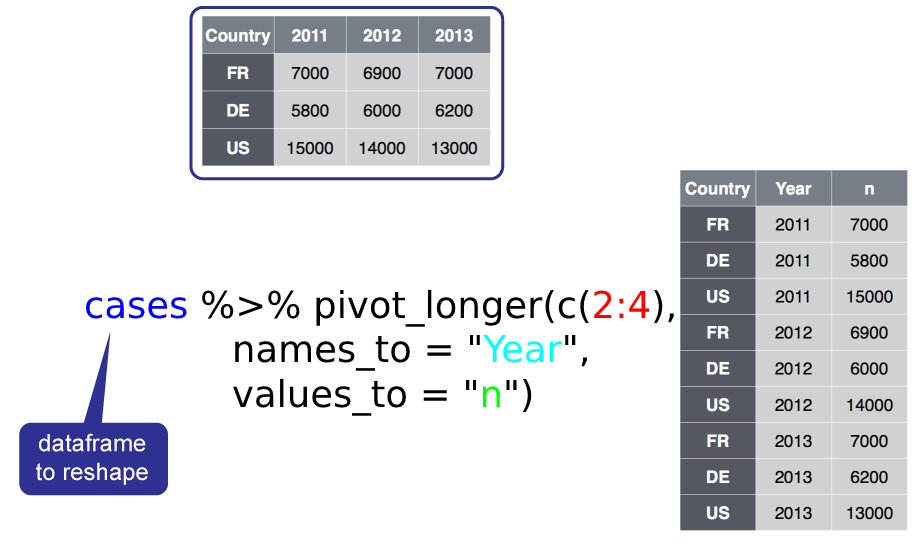 Country 2011 2012 2013
FR 7000 6900 7000
DE 5800 6000 6200
US 15000 14000 13000
cases %>% pivot_longer(c(2:4),
names_to = "Year",
values_to = "n")
dataframe
to reshape
Country Year n
FR 2011 7000
DE 2011 5800
US 2011 15000
FR 2012 6900
DE 2012 6000
US 2012 14000
FR 2013 7000
DE 2013 6200
US 2013 13000